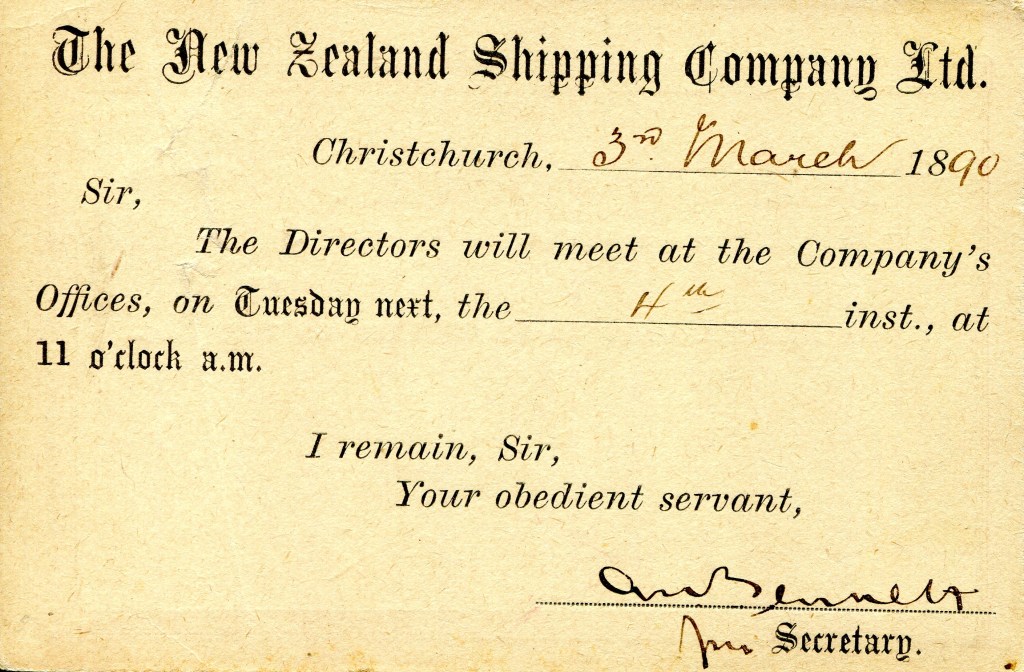 The New Zealand Shipping Company Ltd.
Christchurch, 3rd March 1890
Sir,
The Directors will meet at the Company's
Offices, on Tuesday next, the 4th inst., at
11 o'clock a.m.
I remain, Sir,
Your obedient servant,
Bennett
Secretary.